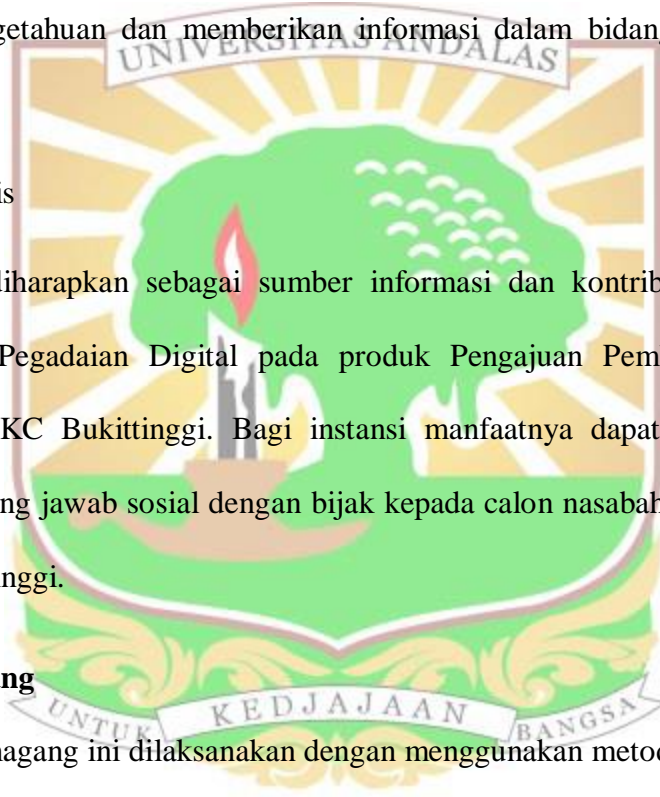 getahuan dan memberikan informasi dalam bidang
UNIVERSITAS ANDALAS
is
diharapkan sebagai sumber informasi dan kontrib
Pegadaian Digital pada produk Pengajuan Pem
KC Bukittinggi. Bagi instansi manfaatnya dapat
ng jawab sosial dengan bijak kepada calon nasabah
nggi.
ang
UNTUK KEDJAJAAN BANGSA
magang ini dilaksanakan dengan menggunakan metod